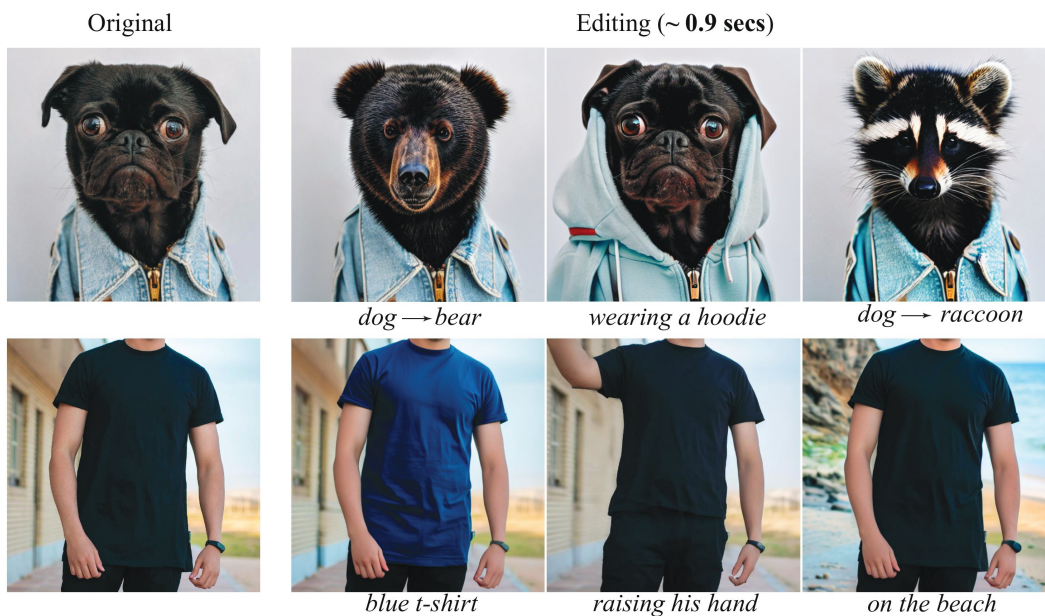 Original
Editing (~ 0.9 secs)
dog → bear
wearing a hoodie
dog → raccoon
blue t-shirt
raising his hand
on the beach